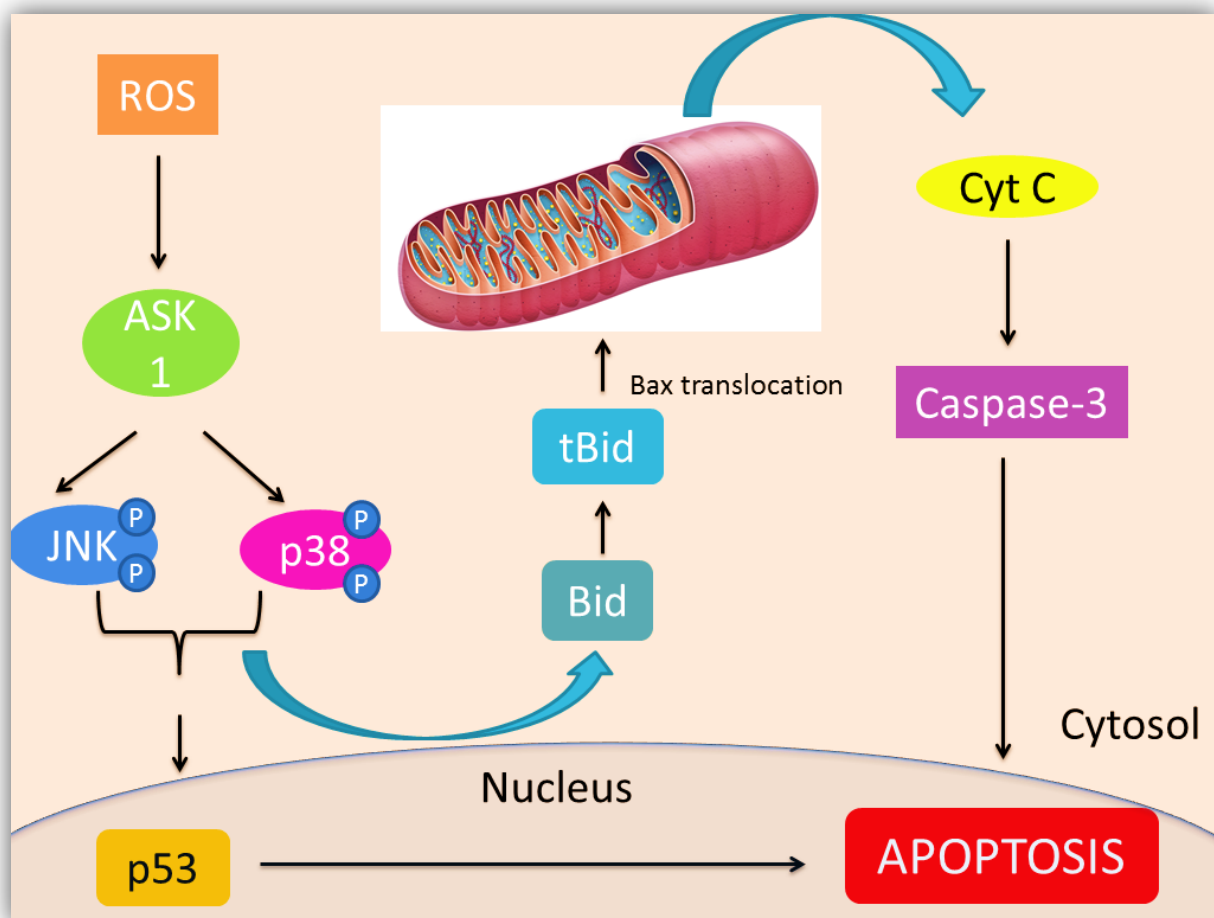 ROS
ASK
1
JNK
P
P
p38
P
P
Bid
tBid
Bax translocation
Cyt C
Caspase-3
Cytosol
Nucleus
p53
APOPTOSIS